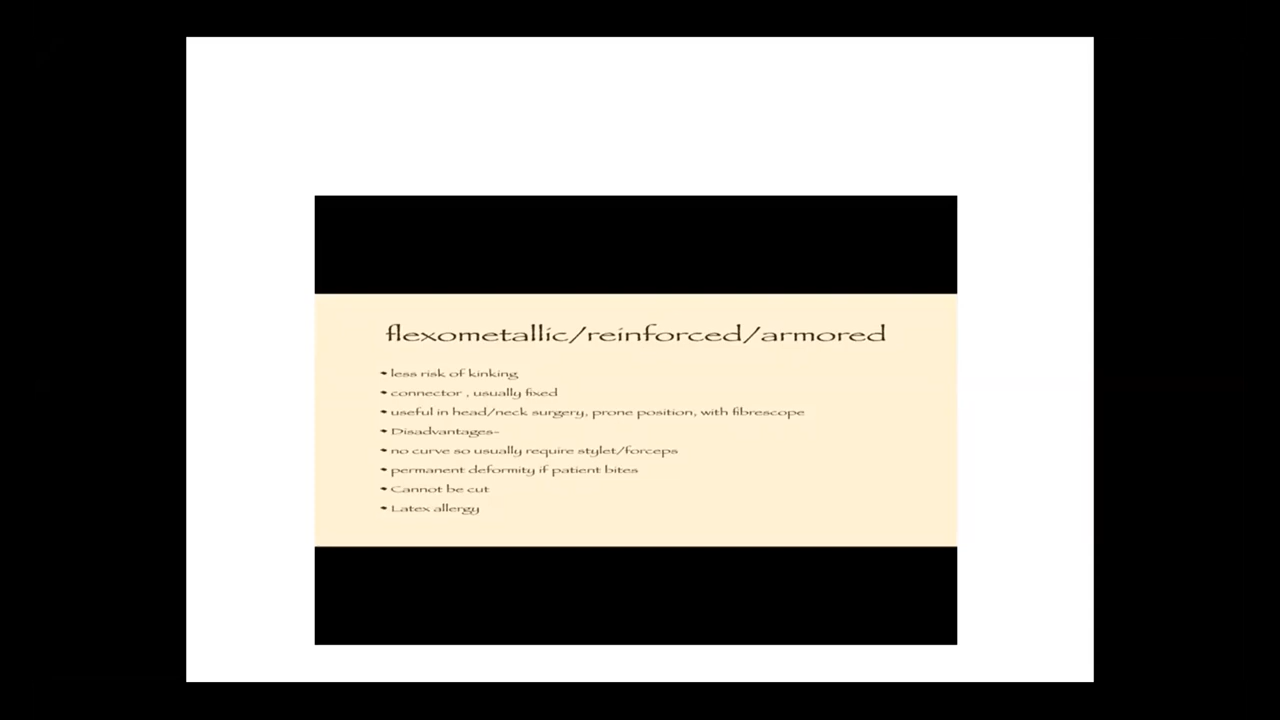 flexometallic/reinforced/armored
• less risk of kinking
• connector , usually fixed
• useful in head/neck surgery, prone position, with fibrescope
• Disadvantages-
• no curve so usually require stylet/forceps
• permanent deformity if patient bites
• Cannot be cut
• Latex allergy